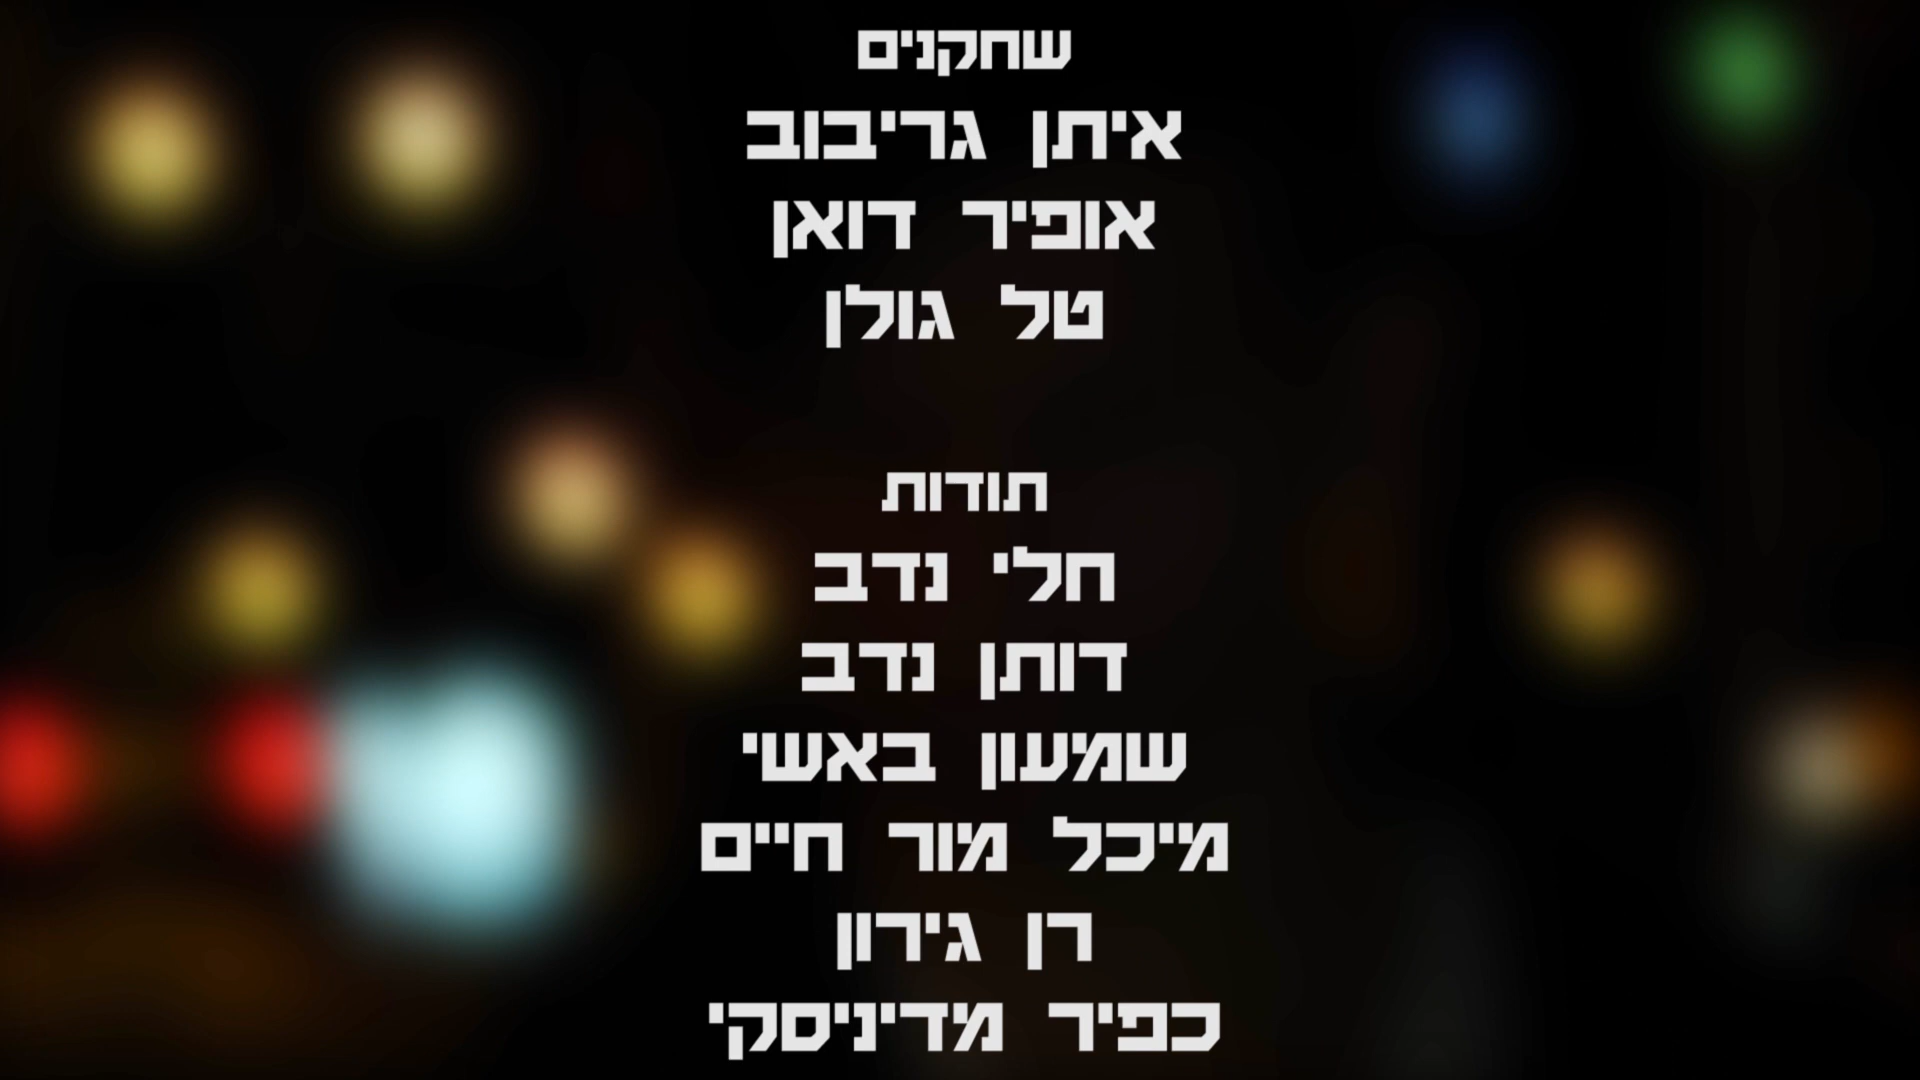 שחקנים
איתן גריבוב
אופיר דואן
טל גולן
תודות
חלי נדב
דותן נדב
שמעון באשי
מיכל מור חיים
רן גירון
כפיר מדיניסקי